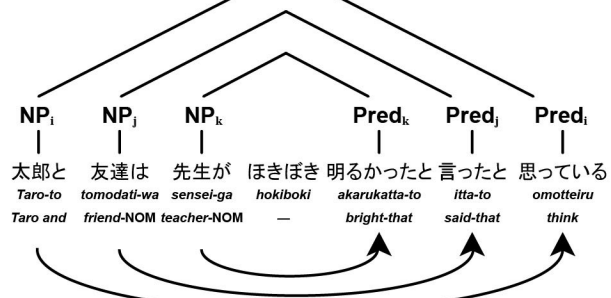 NPi NPj NPk Predk Predj Predi
太郎と 友達は 先生が ほきぼき 明るかったと 言ったと 思っている
Taro-to tomodati-wa sensei-ga hokiboki akarukatta-to itta-to omotteiru
Taro and friend-NOM teacher-NOM — bright-that said-that think